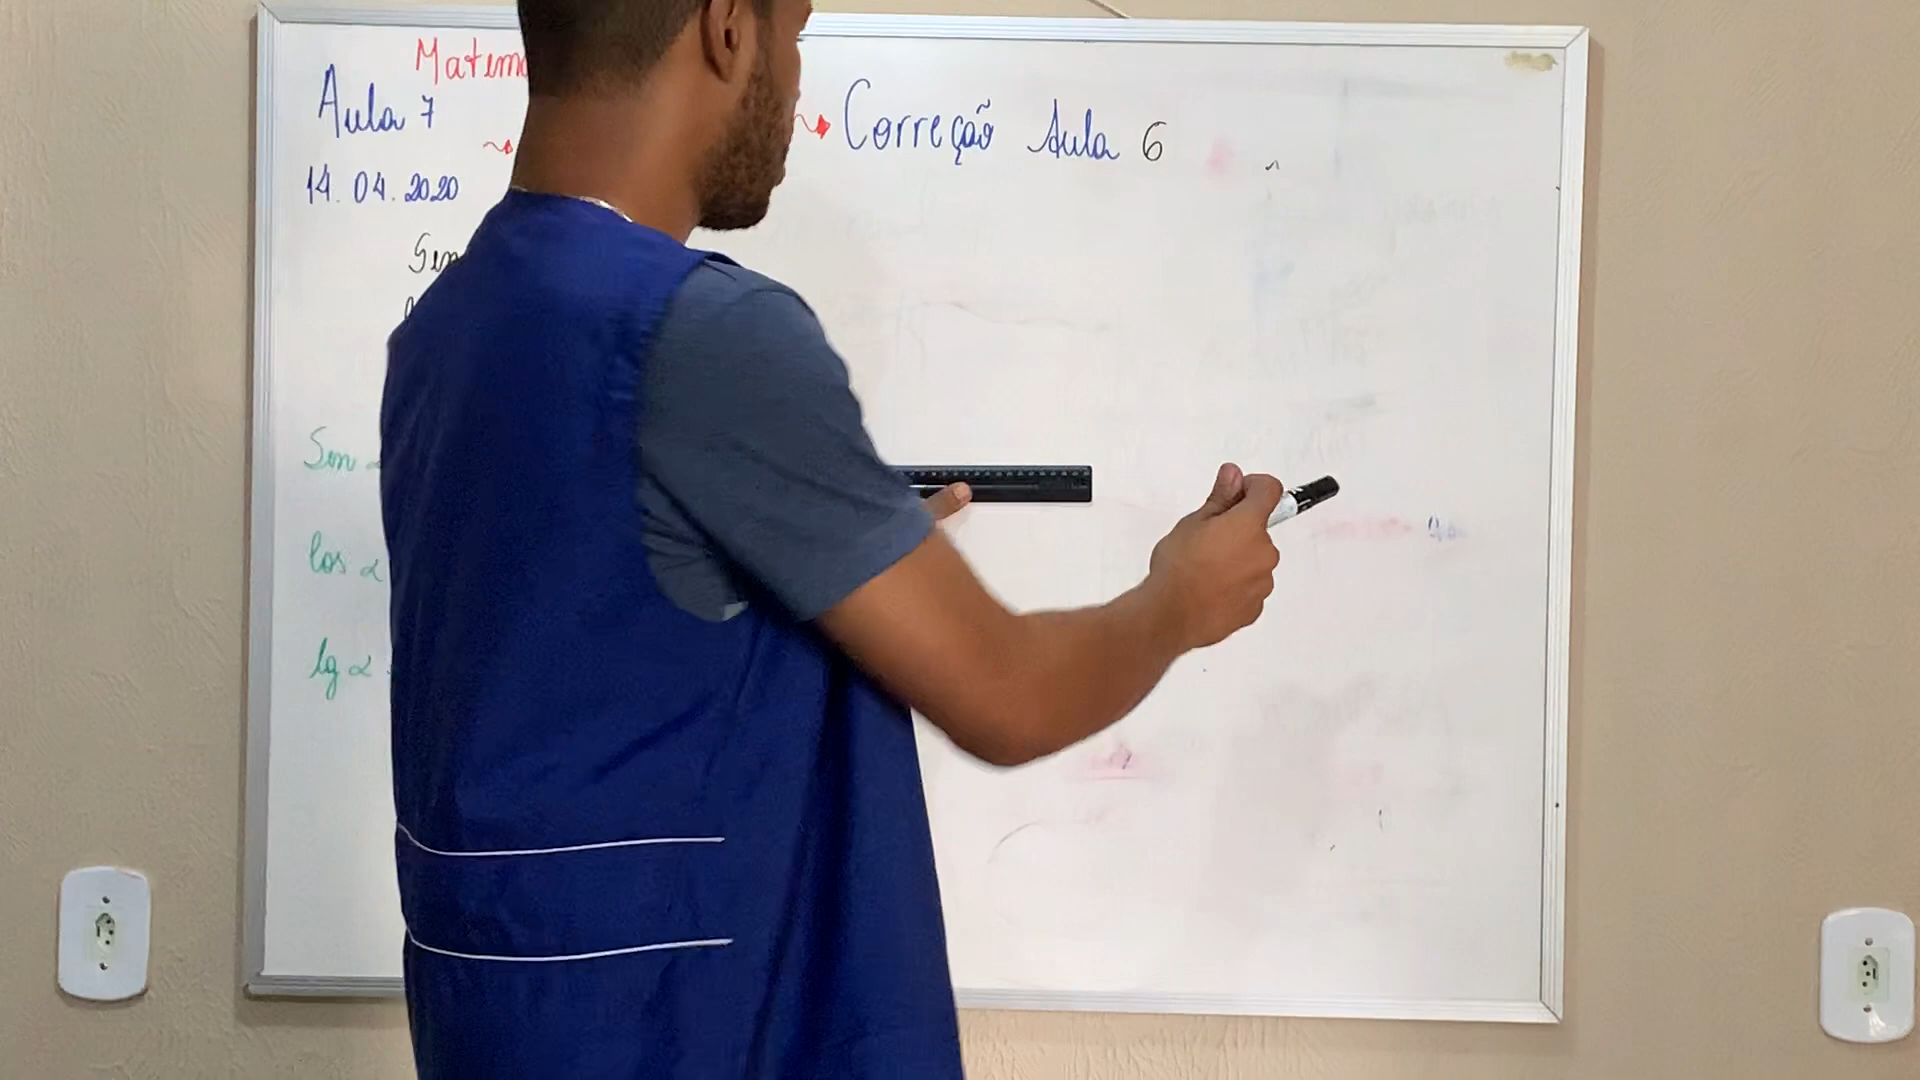 Matem
Aula 7
Correção Aula 6
14.04.2020
Sen
Sen α
Cos α
tg α